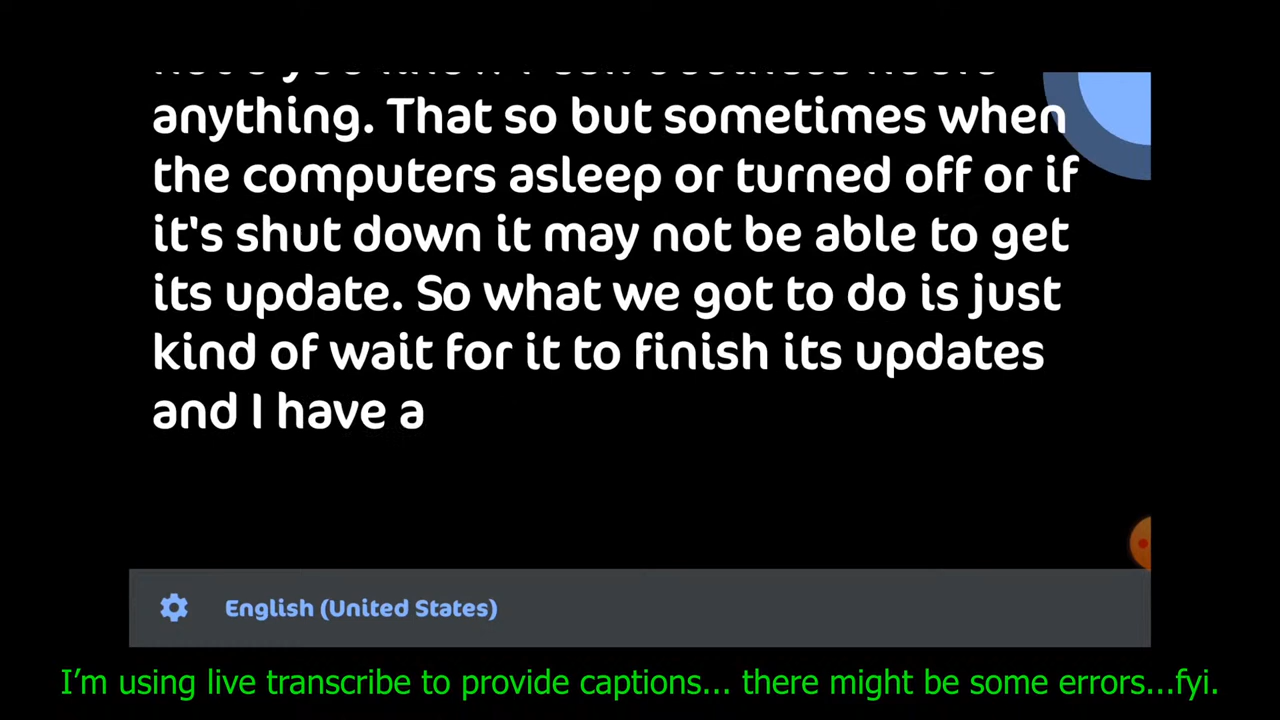 anything. That so but sometimes when
the computers asleep or turned off or if
it's shut down it may not be able to get
its update. So what we got to do is just
kind of wait for it to finish its updates
and I have a
English (United States)
I'm using live transcribe to provide captions... there might be some errors...fyi.